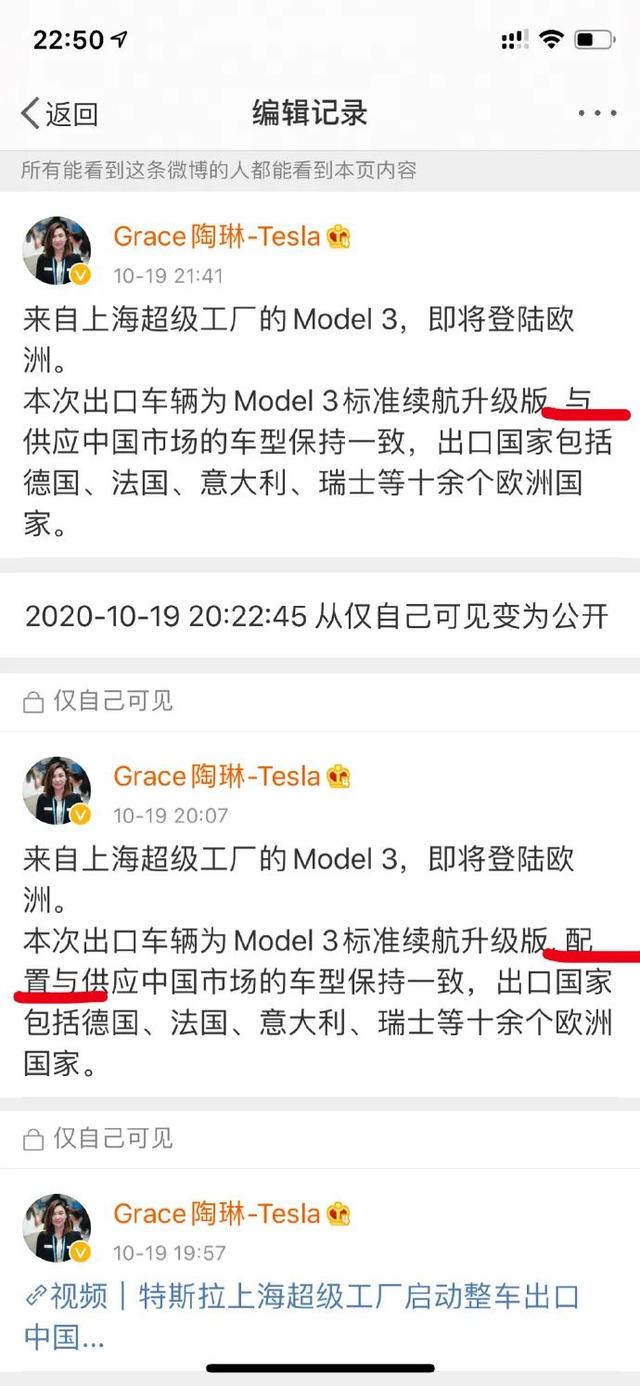 22:50
返回
编辑记录
所有能看到这条微博的人都能看到本页内容
Grace陶琳-Tesla
10-19 21:41
来自上海超级工厂的Model 3，即将登陆欧
洲。
本次出口车辆为Model 3标准续航升级版,与
供应中国市场的车型保持一致，出口国家包括
德国、法国、意大利、瑞士等十余个欧洲国
家。
2020-10-19 20:22:45 从仅自己可见变为公开
仅自己可见
Grace陶琳-Tesla
10-19 20:07
来自上海超级工厂的Model 3，即将登陆欧
洲。
本次出口车辆为Model 3标准续航升级版,配
置与供应中国市场的车型保持一致，出口国家
包括德国、法国、意大利、瑞士等十余个欧洲
国家。
仅自己可见
Grace陶琳-Tesla
10-19 19:57
视频｜特斯拉上海超级工厂启动整车出口
中国...